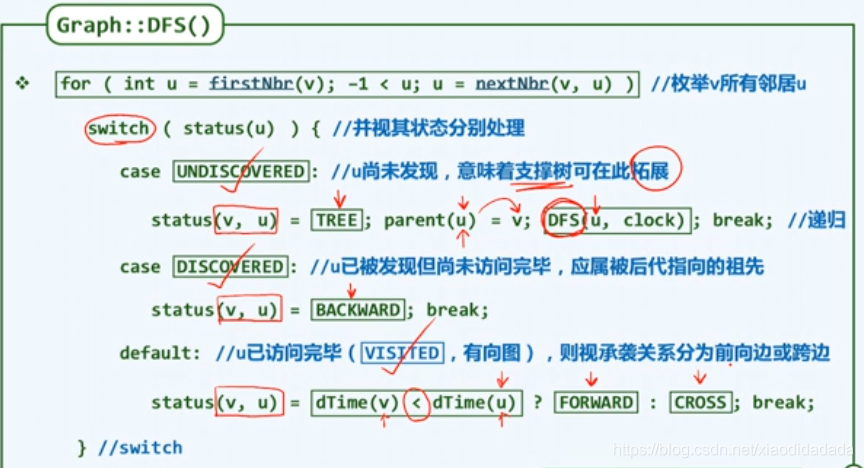 Graph::DFS()
for ( int u = firstNbr(v); -1 < u; u = nextNbr(v, u) ) //枚举v所有邻居u
switch ( status(u) ) { //并视其状态分别处理
case UNDISCOVERED: //u尚未发现，意味着支撑树可在此拓展
status(v, u) = TREE; parent(u) = v; DFS(u, clock); break; //递归
case DISCOVERED: //u已被发现但尚未访问完毕，应属被后代指向的祖先
status(v, u) = BACKWARD; break;
default: //u已访问完毕（VISITED，有向图），则视承袭关系分为前向边或跨边
status(v, u) = dTime(v) < dTime(u) ? FORWARD : CROSS; break;
} //switch
https://blog.csdn.net/xiaodidadada